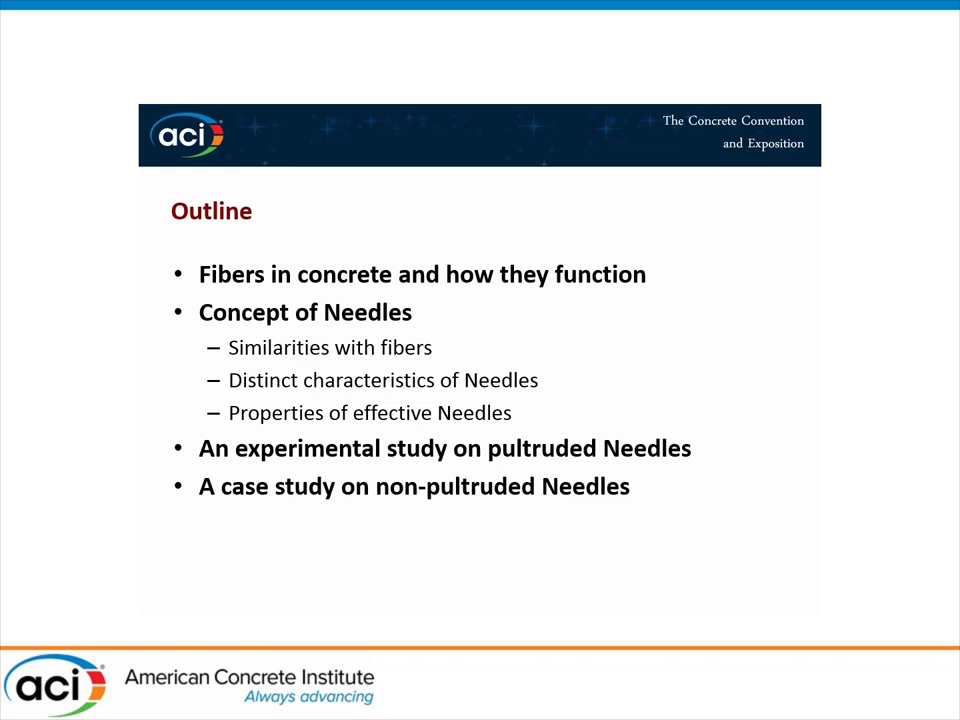 aci
The Concrete Convention
and Exposition
Outline
• Fibers in concrete and how they function
• Concept of Needles
– Similarities with fibers
– Distinct characteristics of Needles
– Properties of effective Needles
• An experimental study on pultruded Needles
• A case study on non-pultruded Needles
aci
American Concrete Institute
Always advancing